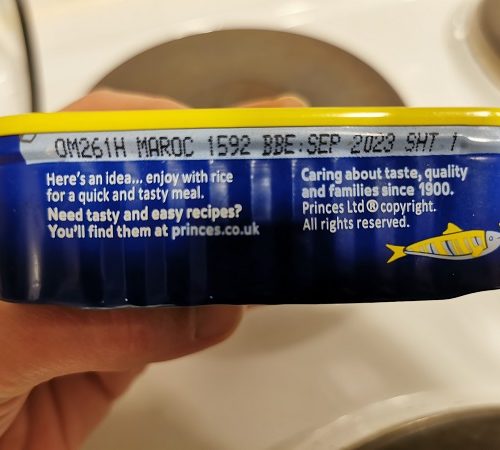 OM261H MAROC 1592 BBE:SEP 2023 SHT 1
Here's an idea... enjoy with rice
for a quick and tasty meal.
Need tasty and easy recipes?
You'll find them at princes.co.uk
Caring about taste, quality
and families since 1900.
Princes Ltd ® copyright.
All rights reserved.